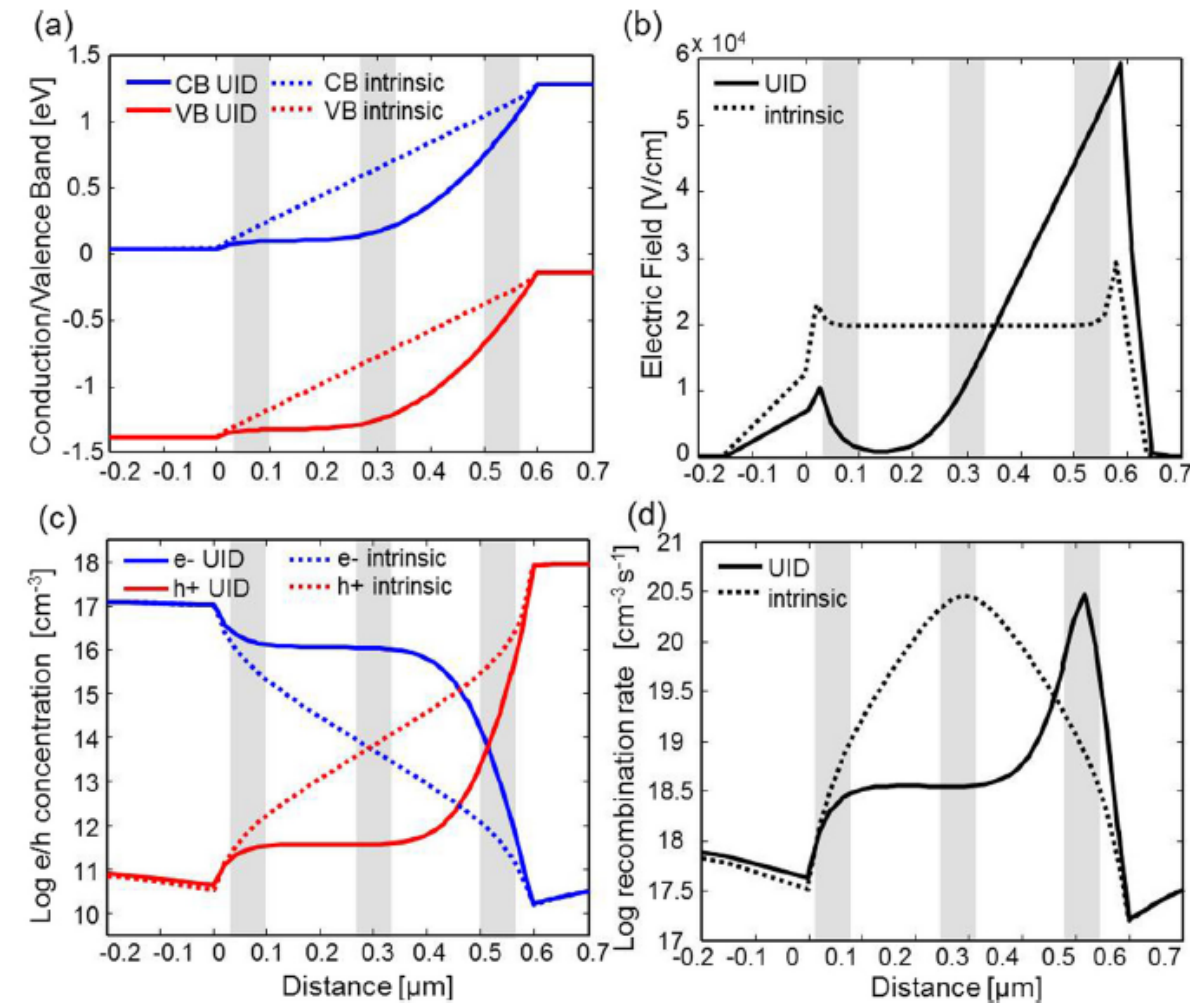 (a)
Conduction/Valence Band [eV]
1.5
1
0.5
0
-0.5
-1
-1.5
CB UID
CB intrinsic
VB UID
VB intrinsic
-0.2 -0.1 0 0.1 0.2 0.3 0.4 0.5 0.6 0.7
(b)
Electric Field [V/cm]
6 x 10⁴
5
4
3
2
1
0
UID
intrinsic
-0.2 -0.1 0 0.1 0.2 0.3 0.4 0.5 0.6 0.7
(c)
Log e/h concentration [cm⁻³]
18
17
16
15
14
13
12
11
10
e- UID
e- intrinsic
h+ UID
h+ intrinsic
-0.2 -0.1 0 0.1 0.2 0.3 0.4 0.5 0.6 0.7
Distance [µm]
(d)
Log recombination rate [cm⁻³ s⁻¹]
21
20.5
20
19.5
19
18.5
18
17.5
17
UID
intrinsic
-0.2 -0.1 0 0.1 0.2 0.3 0.4 0.5 0.6 0.7
Distance [µm]